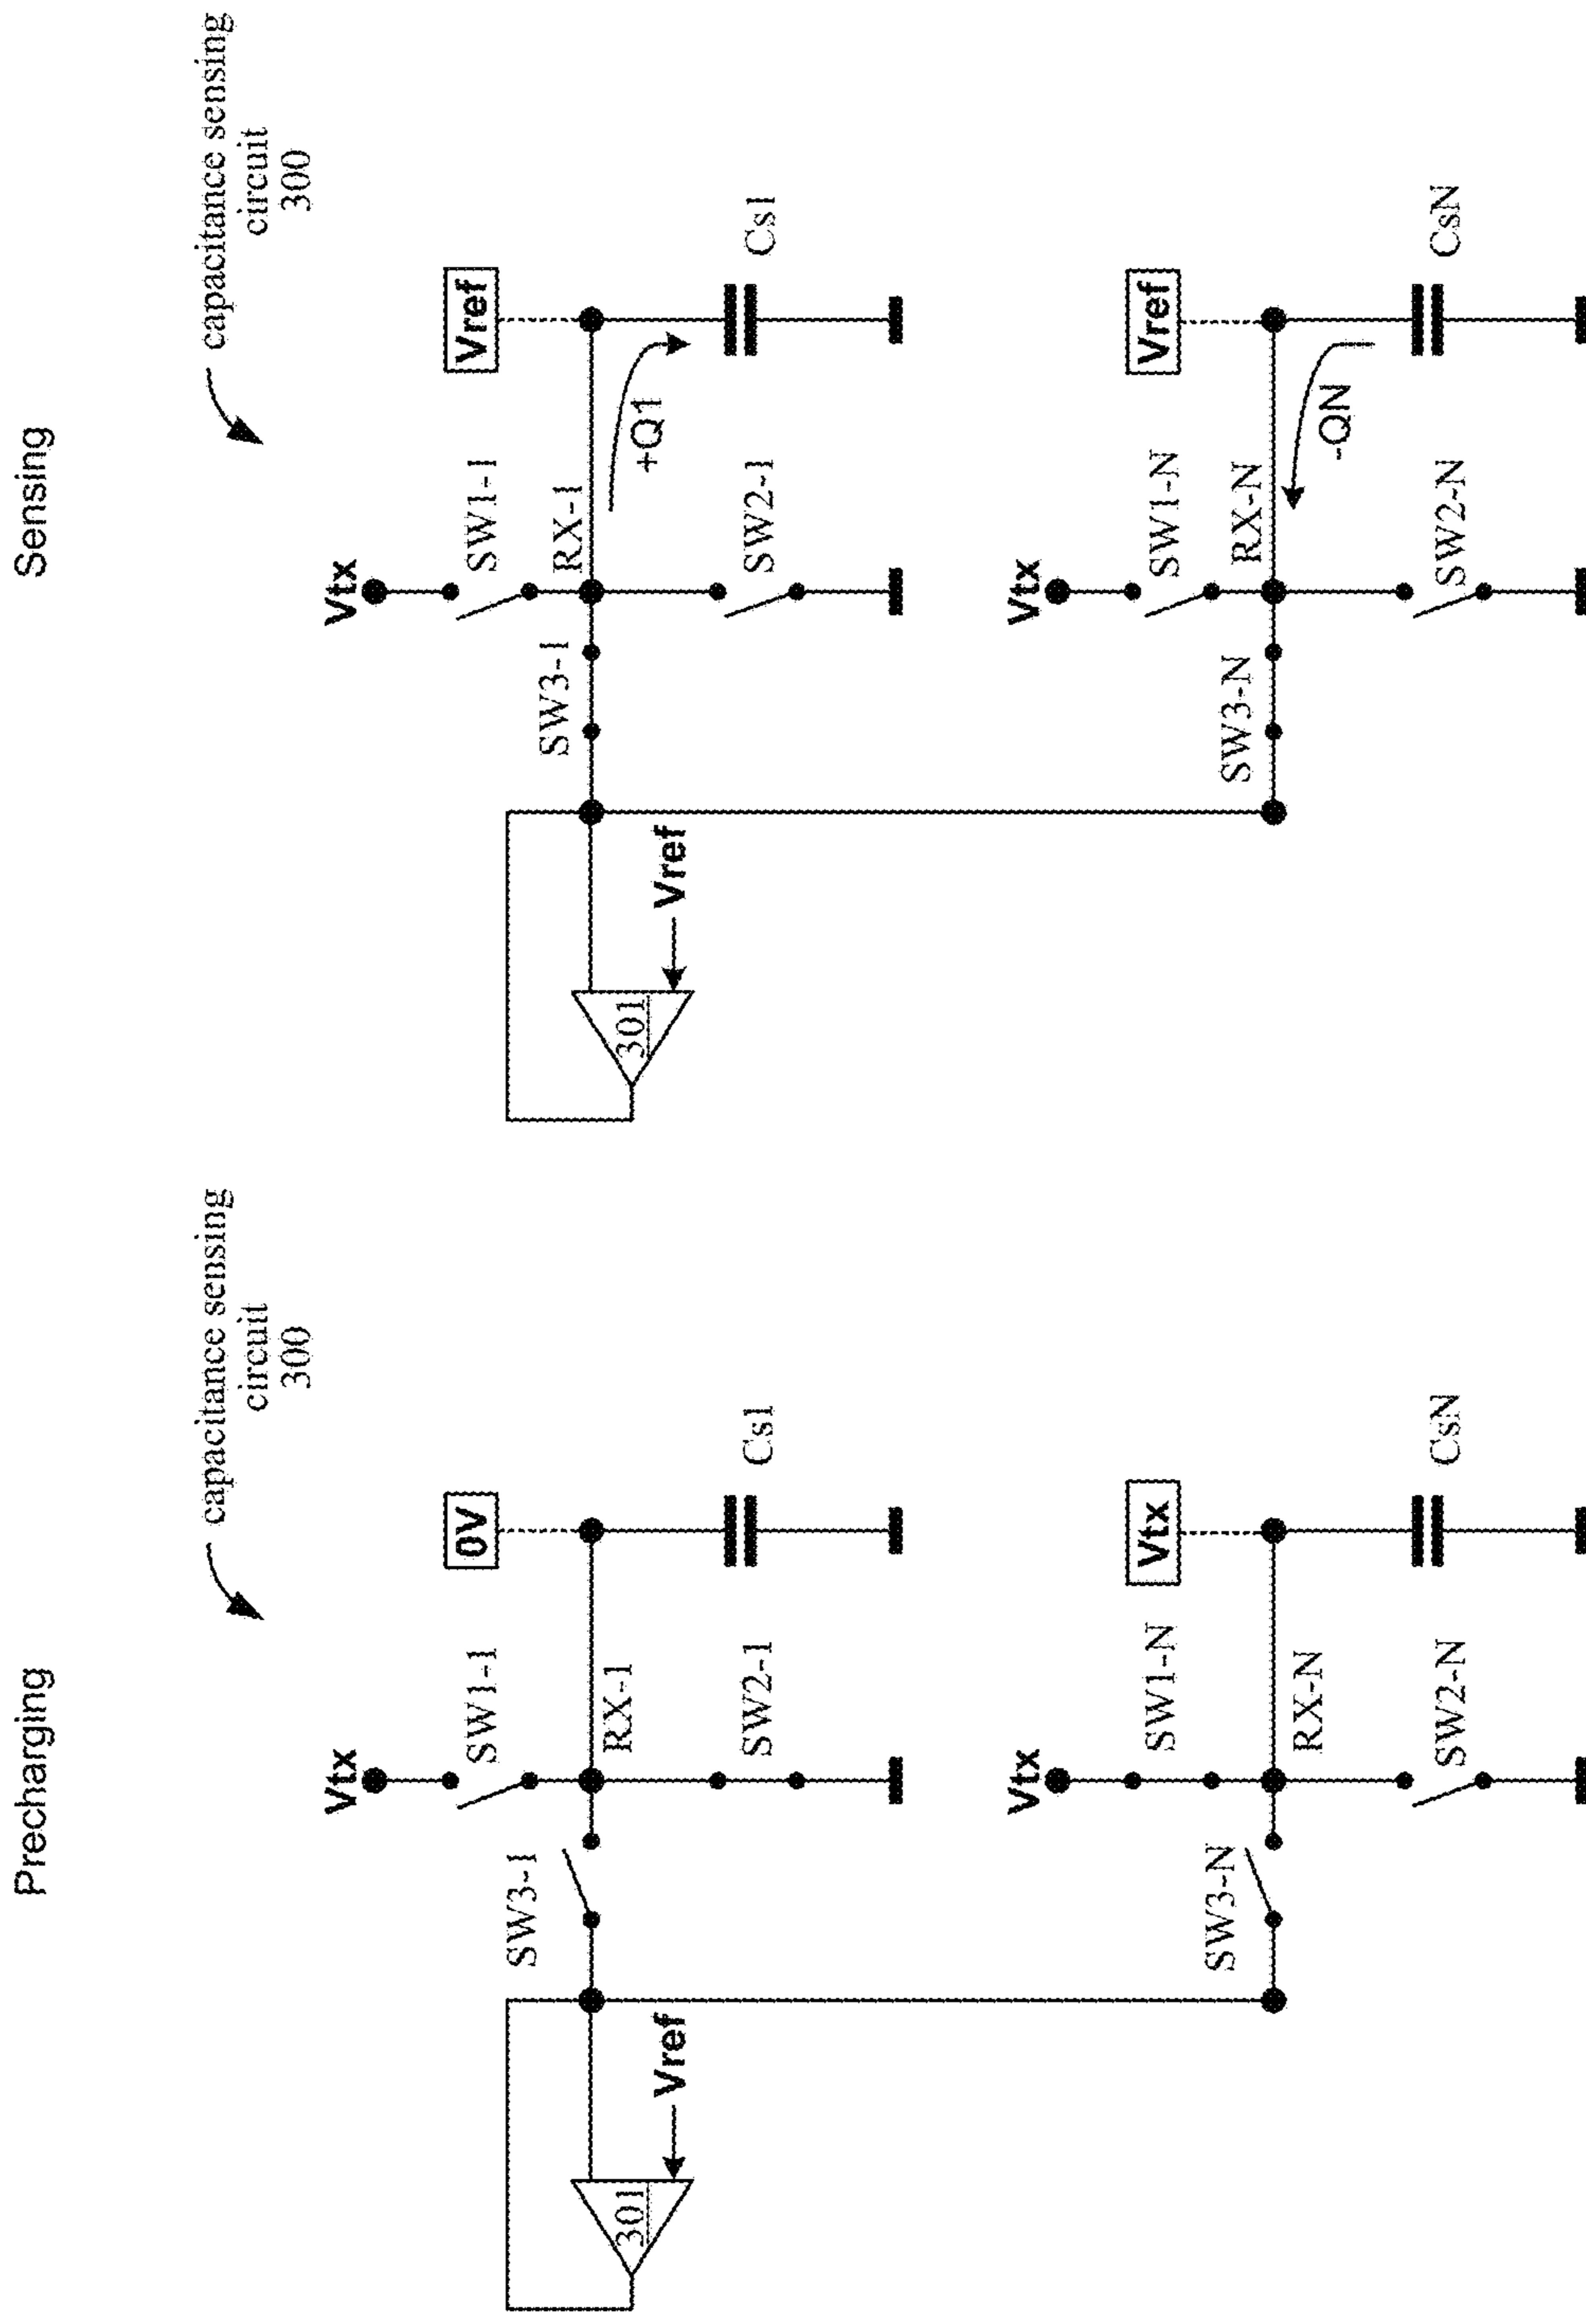 Precharging
capacitance sensing
circuit
300
Vtx
SW1-1
0V
SW3-1
RX-1
Cs1
SW2-1
301
Vref
Vtx
SW1-N
Vtx
SW3-N
RX-N
CsN
SW2-N
Sensing
capacitance sensing
circuit
300
Vtx
SW1-1
Vref
SW3-1
RX-1
+Q1
Cs1
SW2-1
301
Vref
Vtx
SW1-N
Vref
SW3-N
RX-N
-QN
CsN
SW2-N